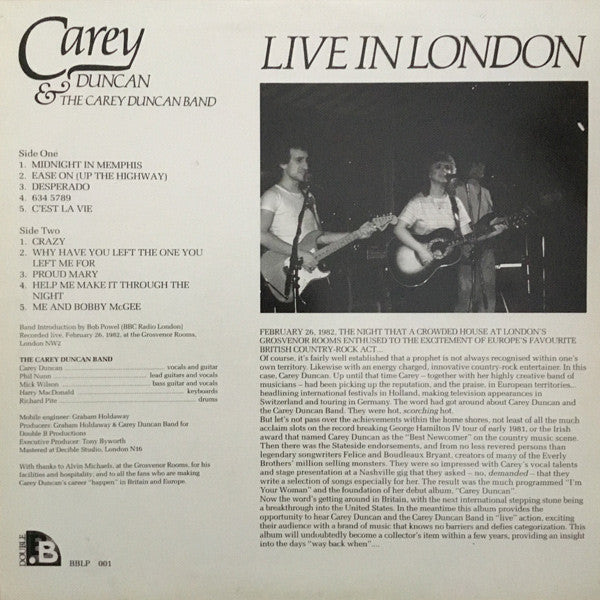 Carey
DUNCAN
& THE CAREY DUNCAN BAND
LIVE IN LONDON
Side One
1. MIDNIGHT IN MEMPHIS
2. EASE ON (UP THE HIGHWAY)
3. DESPERADO
4. 634 5789
5. C'EST LA VIE
Side Two
1. CRAZY
2. WHY HAVE YOU LEFT THE ONE YOU
LEFT ME FOR
3. PROUD MARY
4. HELP ME MAKE IT THROUGH THE
NIGHT
5. ME AND BOBBY McGEE
Band Introduction by Bob Powel (BBC Radio London)
Recorded live, February 26, 1982, at the Grosvenor Rooms,
London NW2
THE CAREY DUNCAN BAND
Carey Duncan vocals and guitar
Phil Nunn lead guitars and vocals
Mick Wilson bass guitar and vocals
Harry MacDonald keyboards
Richard Pite drums
Mobile engineer: Graham Holdaway
Producers: Graham Holdaway & Carey Duncan Band for
Double B Productions
Executive Producer: Tony Byworth
Mastered at Decible Studio, London N16
With thanks to Alvin Michaels, at the Grosvenor Rooms, for his
facilities and hospitality; and to all the fans who are making
Carey Duncan's career "happen" in Britain and Europe.
DOUBLE
B
BBLP 001
FEBRUARY 26, 1982, THE NIGHT THAT A CROWDED HOUSE AT LONDON'S
GROSVENOR ROOMS ENTHUSED TO THE EXCITEMENT OF EUROPE'S FAVOURITE
BRITISH COUNTRY-ROCK ACT...
Of course, it's fairly well established that a prophet is not always recognised within one's
own territory. Likewise with an energy charged, innovative country-rock entertainer. In this
case, Carey Duncan. Up until that time Carey – together with her highly creative band of
musicians – had been picking up the reputation, and the praise, in European territories...
headlining international festivals in Holland, making television appearances in
Switzerland and touring in Germany. The word had got around about Carey Duncan and
the Carey Duncan Band. They were hot, scorching hot.
But let's not pass over the achievements within the home shores, not least of all the much
acclaim slots on the record breaking George Hamilton IV tour of early 1981, or the Irish
award that named Carey Duncan as the "Best Newcomer" on the country music scene.
Then there was the Stateside endorsements, and from no less revered persons than
legendary songwriters Felice and Boudleaux Bryant, creators of many of the Everly
Brothers' million selling monsters. They were so impressed with Carey's vocal talents
and stage presentation at a Nashville gig that they asked – no, demanded – that they
write a selection of songs especially for her. The result was the much programmed "I'm
Your Woman" and the foundation of her debut album, "Carey Duncan".
Now the word's getting around in Britain, with the next international stepping stone being
a breakthrough into the United States. In the meantime this album provides the
opportunity to hear Carey Duncan and the Carey Duncan Band in "live" action, exciting
their audience with a brand of music that knows no barriers and defies categorization. This
album will undoubtedly become a collector's item within a few years, providing an insight
into the days "way back when"....